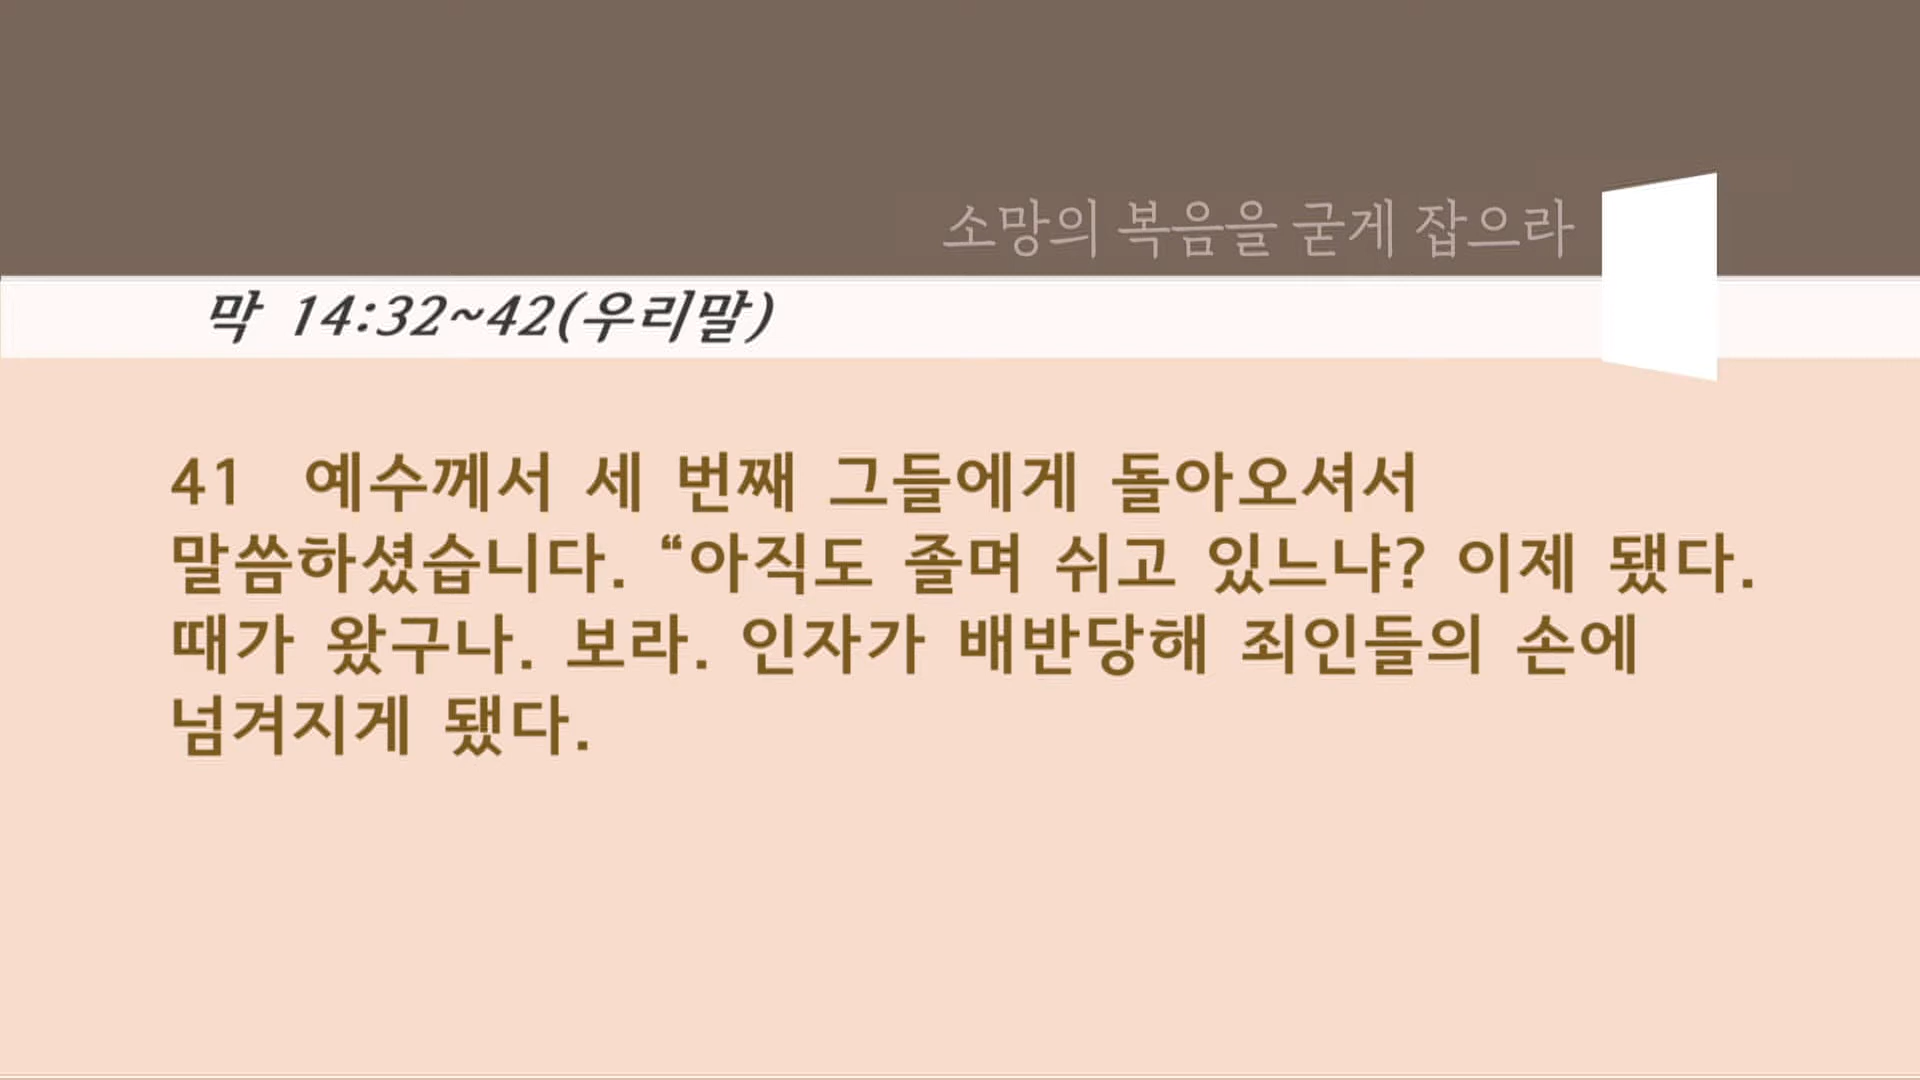 소망의 복음을 굳게 잡으라
막 14:32~42(우리말)
41 예수께서 세 번째 그들에게 돌아오셔서
말씀하셨습니다. “아직도 졸며 쉬고 있느냐? 이제 됐다.
때가 왔구나. 보라. 인자가 배반당해 죄인들의 손에
넘겨지게 됐다.